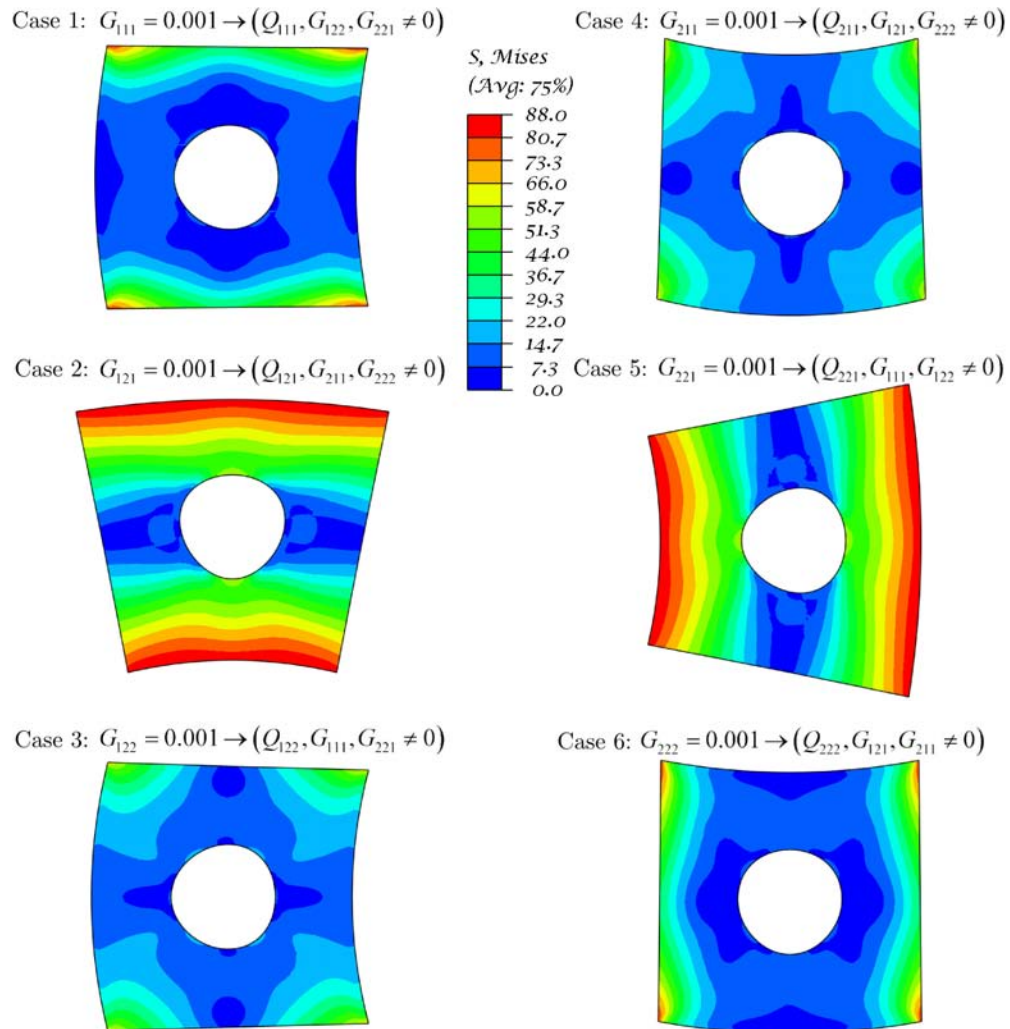 Case 1: G₁₁₁ = 0.001 → (Q₁₁₁, G₁₂₂, G₂₂₁ ≠ 0)
Case 4: G₂₁₁ = 0.001 → (Q₂₁₁, G₁₂₁, G₂₂₂ ≠ 0)
S, Mises
(Avg: 75%)
88.0
80.7
73.3
66.0
58.7
51.3
44.0
36.7
29.3
22.0
14.7
7.3
0.0
Case 2: G₁₂₁ = 0.001 → (Q₁₂₁, G₂₁₁, G₂₂₂ ≠ 0)
Case 5: G₂₂₁ = 0.001 → (Q₂₂₁, G₁₁₁, G₁₂₂ ≠ 0)
Case 3: G₁₂₂ = 0.001 → (Q₁₂₂, G₁₁₁, G₂₂₁ ≠ 0)
Case 6: G₂₂₂ = 0.001 → (Q₂₂₂, G₁₂₁, G₂₁₁ ≠ 0)